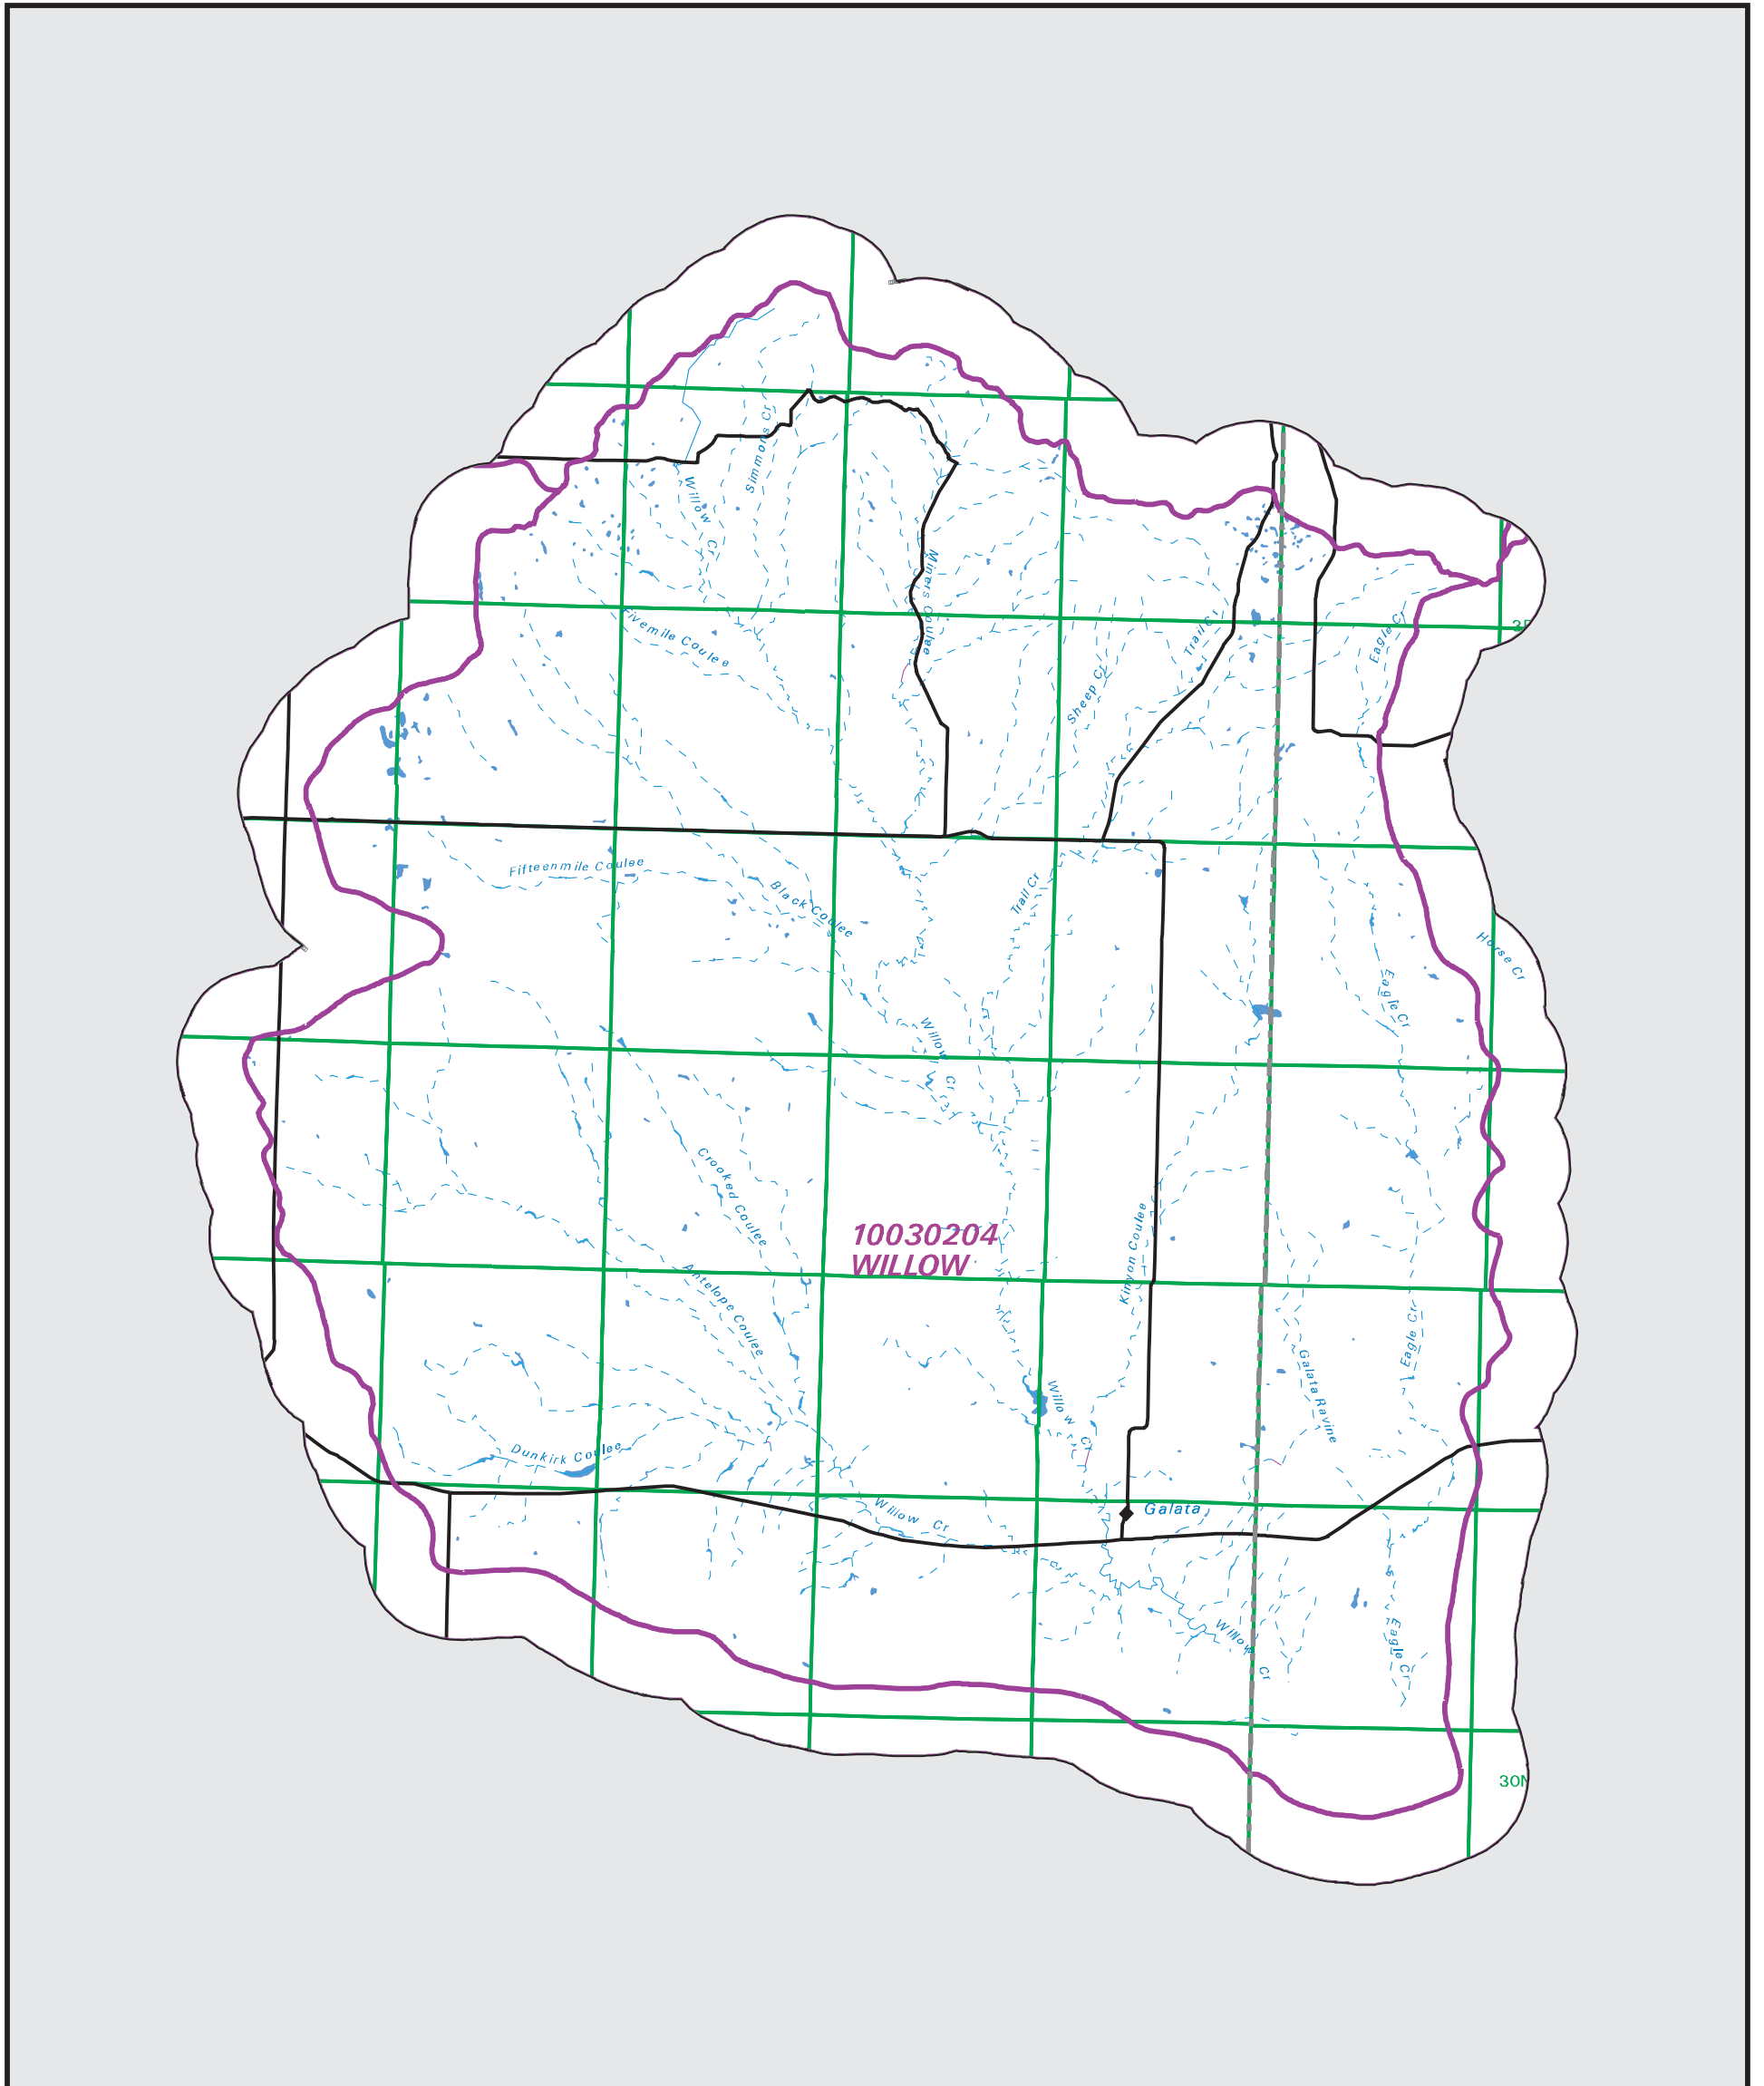 Simmons Cr
Willow Cr
Miners Coulee
Fivemile Coulee
Trail Cr
Eagle Cr
Sheep Cr
Fifteenmile Coulee
Black Coulee
Trail Cr
Horse Cr
Eagle Cr
Willow Cr
Crooked Coulee
10030204
WILLOW
Kinyon Coulee
Antelope Coulee
Eagle Cr
Galata Ravine
Willow Cr
Dunkirk Coulee
Willow Cr
Galata
Willow Cr
Eagle Cr
30N